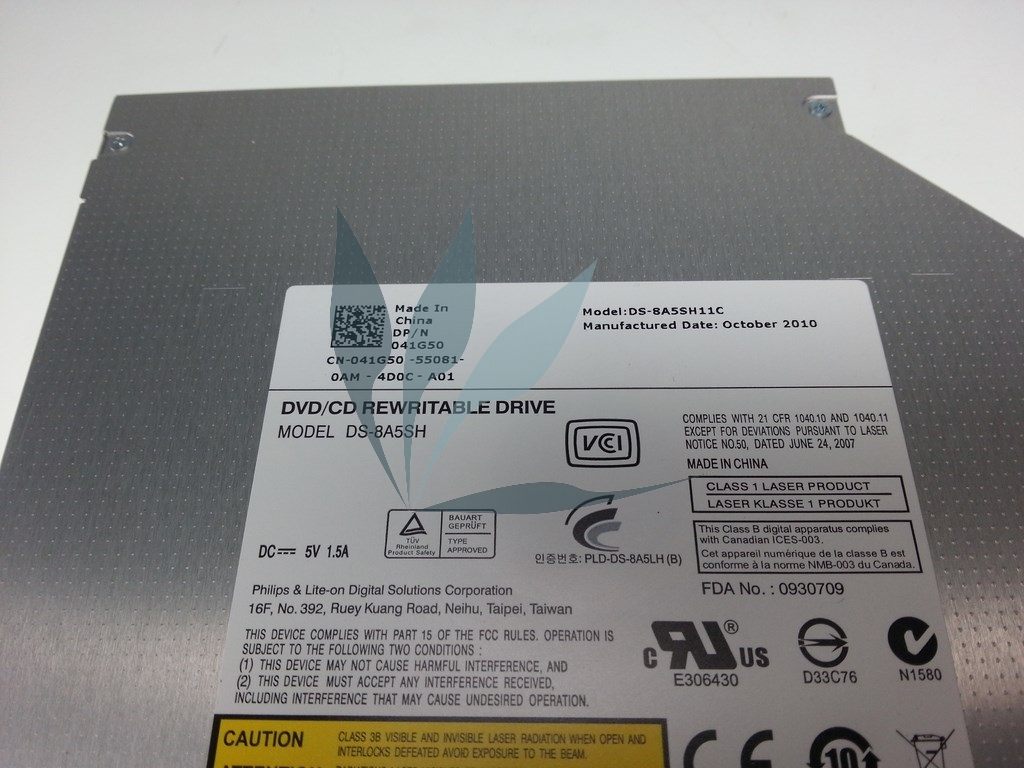 Made In
China
DP/N
041G50
CN-041G50 -55081-
0AM - 4D0C - A01
Model:DS-8A5SH11C
Manufactured Date: October 2010
DVD/CD REWRITABLE DRIVE
MODEL DS-8A5SH
VCI
COMPLIES WITH 21 CFR 1040.10 AND 1040.11
EXCEPT FOR DEVIATIONS PURSUANT TO LASER
NOTICE NO.50, DATED JUNE 24, 2007
MADE IN CHINA
CLASS 1 LASER PRODUCT
LASER KLASSE 1 PRODUKT
TÜV
Rheinland
Product Safety
BAUART
GEPRÜFT
TYPE
APPROVED
This Class B digital apparatus complies
with Canadian ICES-003.
Cet appareil numérique de la classe B est
conforme à la norme NMB-003 du Canada.
DC 5V 1.5A
인증번호: PLD-DS-8A5LH (B)
FDA No. : 0930709
Philips & Lite-on Digital Solutions Corporation
16F, No. 392, Ruey Kuang Road, Neihu, Taipei, Taiwan
THIS DEVICE COMPLIES WITH PART 15 OF THE FCC RULES. OPERATION IS
SUBJECT TO THE FOLLOWING TWO CONDITIONS :
(1) THIS DEVICE MAY NOT CAUSE HARMFUL INTERFERENCE, AND
(2) THIS DEVICE MUST ACCEPT ANY INTERFERENCE RECEIVED,
INCLUDING INTERFERENCE THAT MAY CAUSE UNDESIRED OPERATION.
c RU ® US
E306430
D33C76
N1580
CAUTION
CLASS 3B VISIBLE AND INVISIBLE LASER RADIATION WHEN OPEN AND
INTERLOCKS DEFEATED AVOID EXPOSURE TO THE BEAM.
CE
10